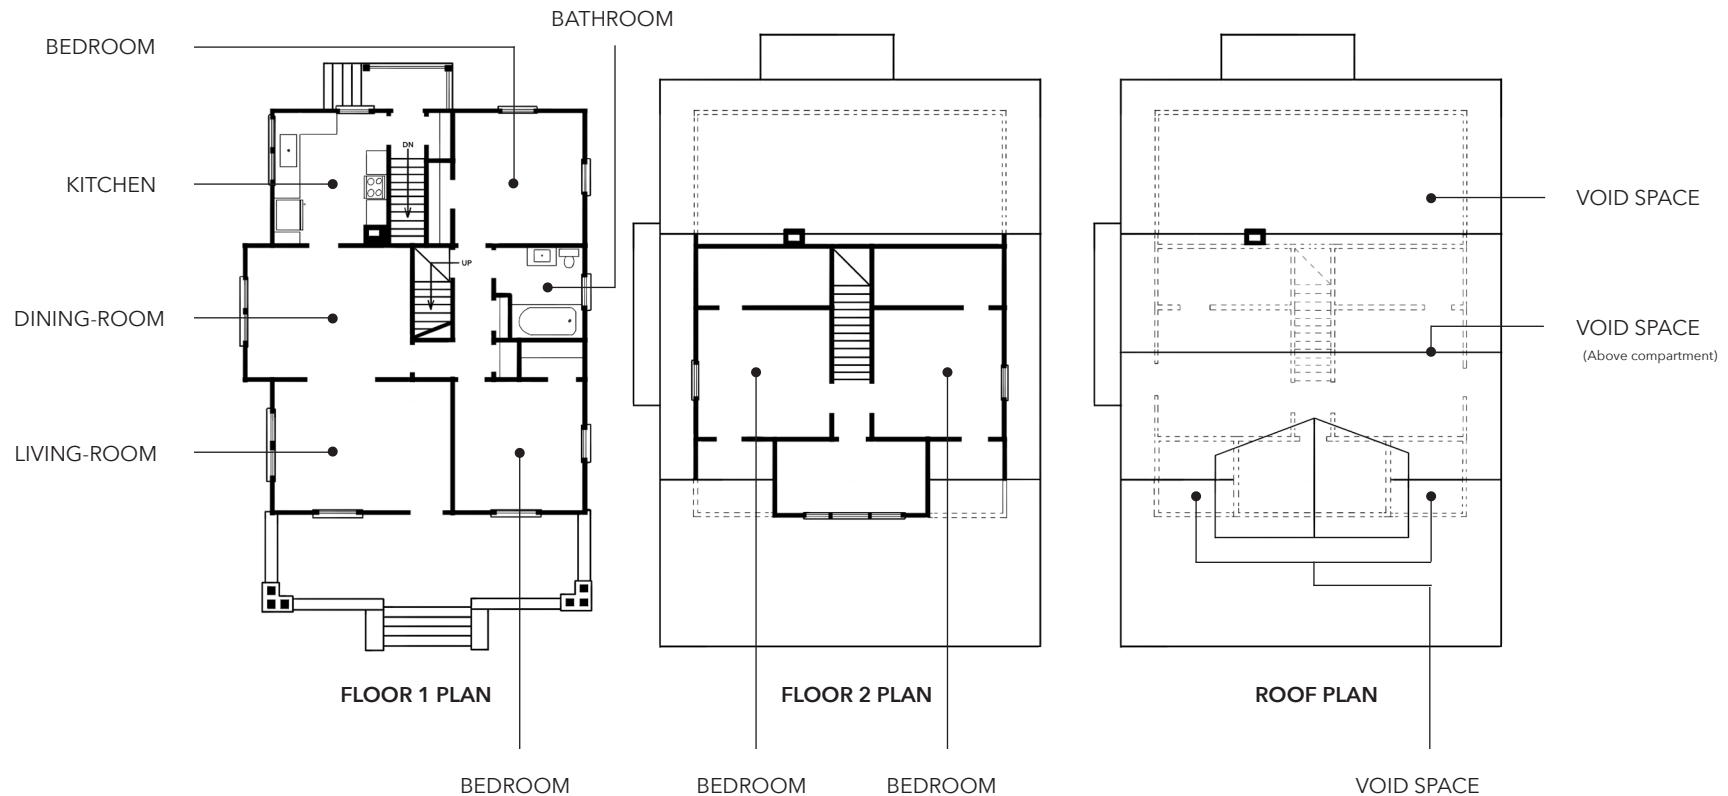 BATHROOM
BEDROOM
DN
KITCHEN
VOID SPACE
UP
DINING-ROOM
VOID SPACE
(Above compartment)
LIVING-ROOM
FLOOR 1 PLAN
FLOOR 2 PLAN
ROOF PLAN
BEDROOM
BEDROOM
BEDROOM
VOID SPACE